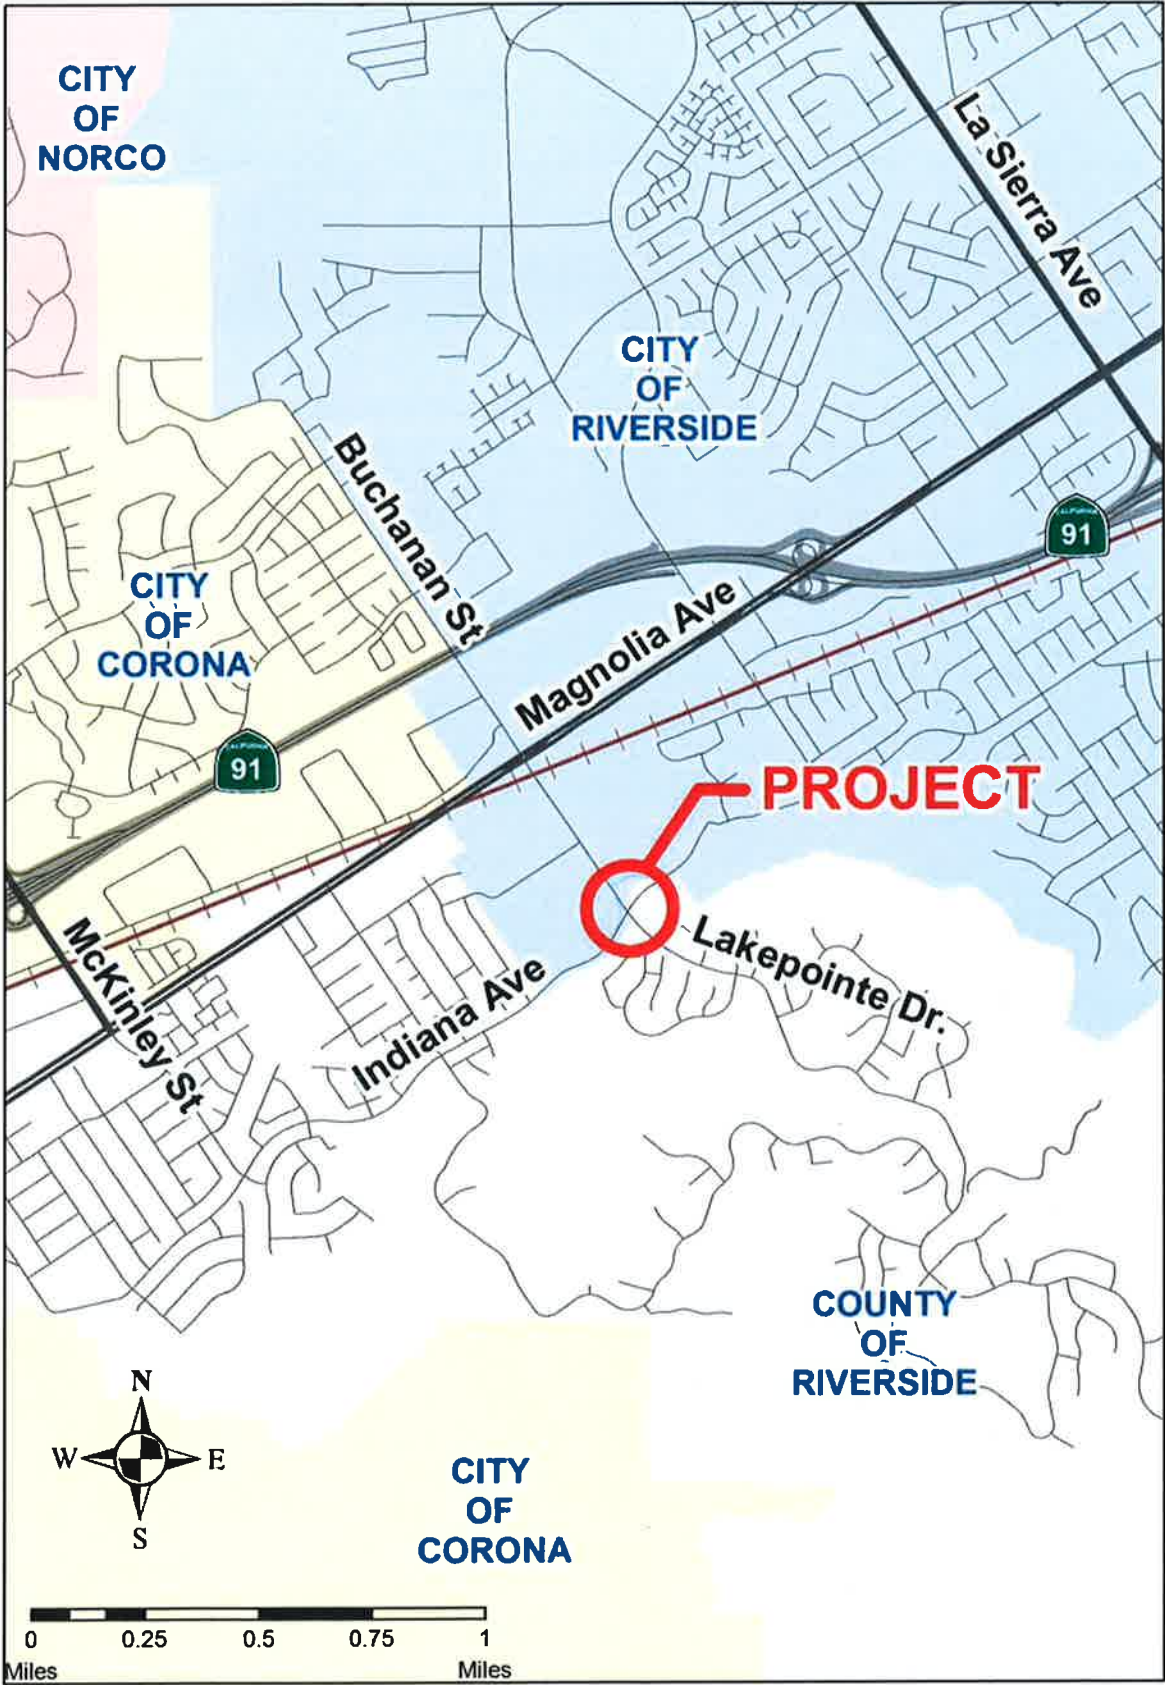 CITY
OF
NORCO
La Sierra Ave
CITY
OF
RIVERSIDE
Buchanan St
CALIFORNIA
91
CITY
OF
CORONA
Magnolia Ave
CALIFORNIA
91
PROJECT
McKinley St
Lakepointe Dr.
Indiana Ave
COUNTY
OF
RIVERSIDE
N
W
E
S
CITY
OF
CORONA
0
0.25
0.5
0.75
1
Miles
Miles